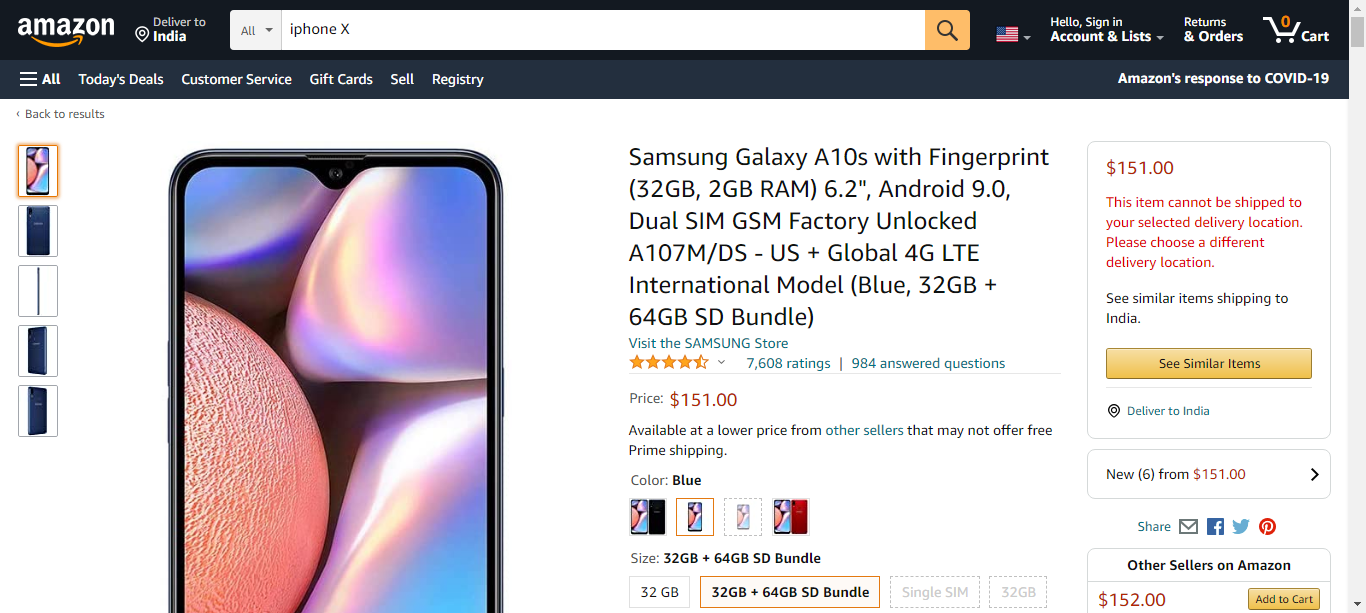 amazon
Deliver to
India
All
iphone X
Hello, Sign in
Account & Lists
Returns
& Orders
0
Cart
All
Today's Deals
Customer Service
Gift Cards
Sell
Registry
Amazon's response to COVID-19
‹ Back to results
Samsung Galaxy A10s with Fingerprint
(32GB, 2GB RAM) 6.2", Android 9.0,
Dual SIM GSM Factory Unlocked
A107M/DS - US + Global 4G LTE
International Model (Blue, 32GB +
64GB SD Bundle)
Visit the SAMSUNG Store
7,608 ratings | 984 answered questions
Price: $151.00
Available at a lower price from other sellers that may not offer free
Prime shipping.
Color: Blue
Size: 32GB + 64GB SD Bundle
32 GB
32GB + 64GB SD Bundle
Single SIM
32GB
$151.00
This item cannot be shipped to
your selected delivery location.
Please choose a different
delivery location.
See similar items shipping to
India.
See Similar Items
Deliver to India
New (6) from $151.00
Share
Other Sellers on Amazon
$152.00
Add to Cart